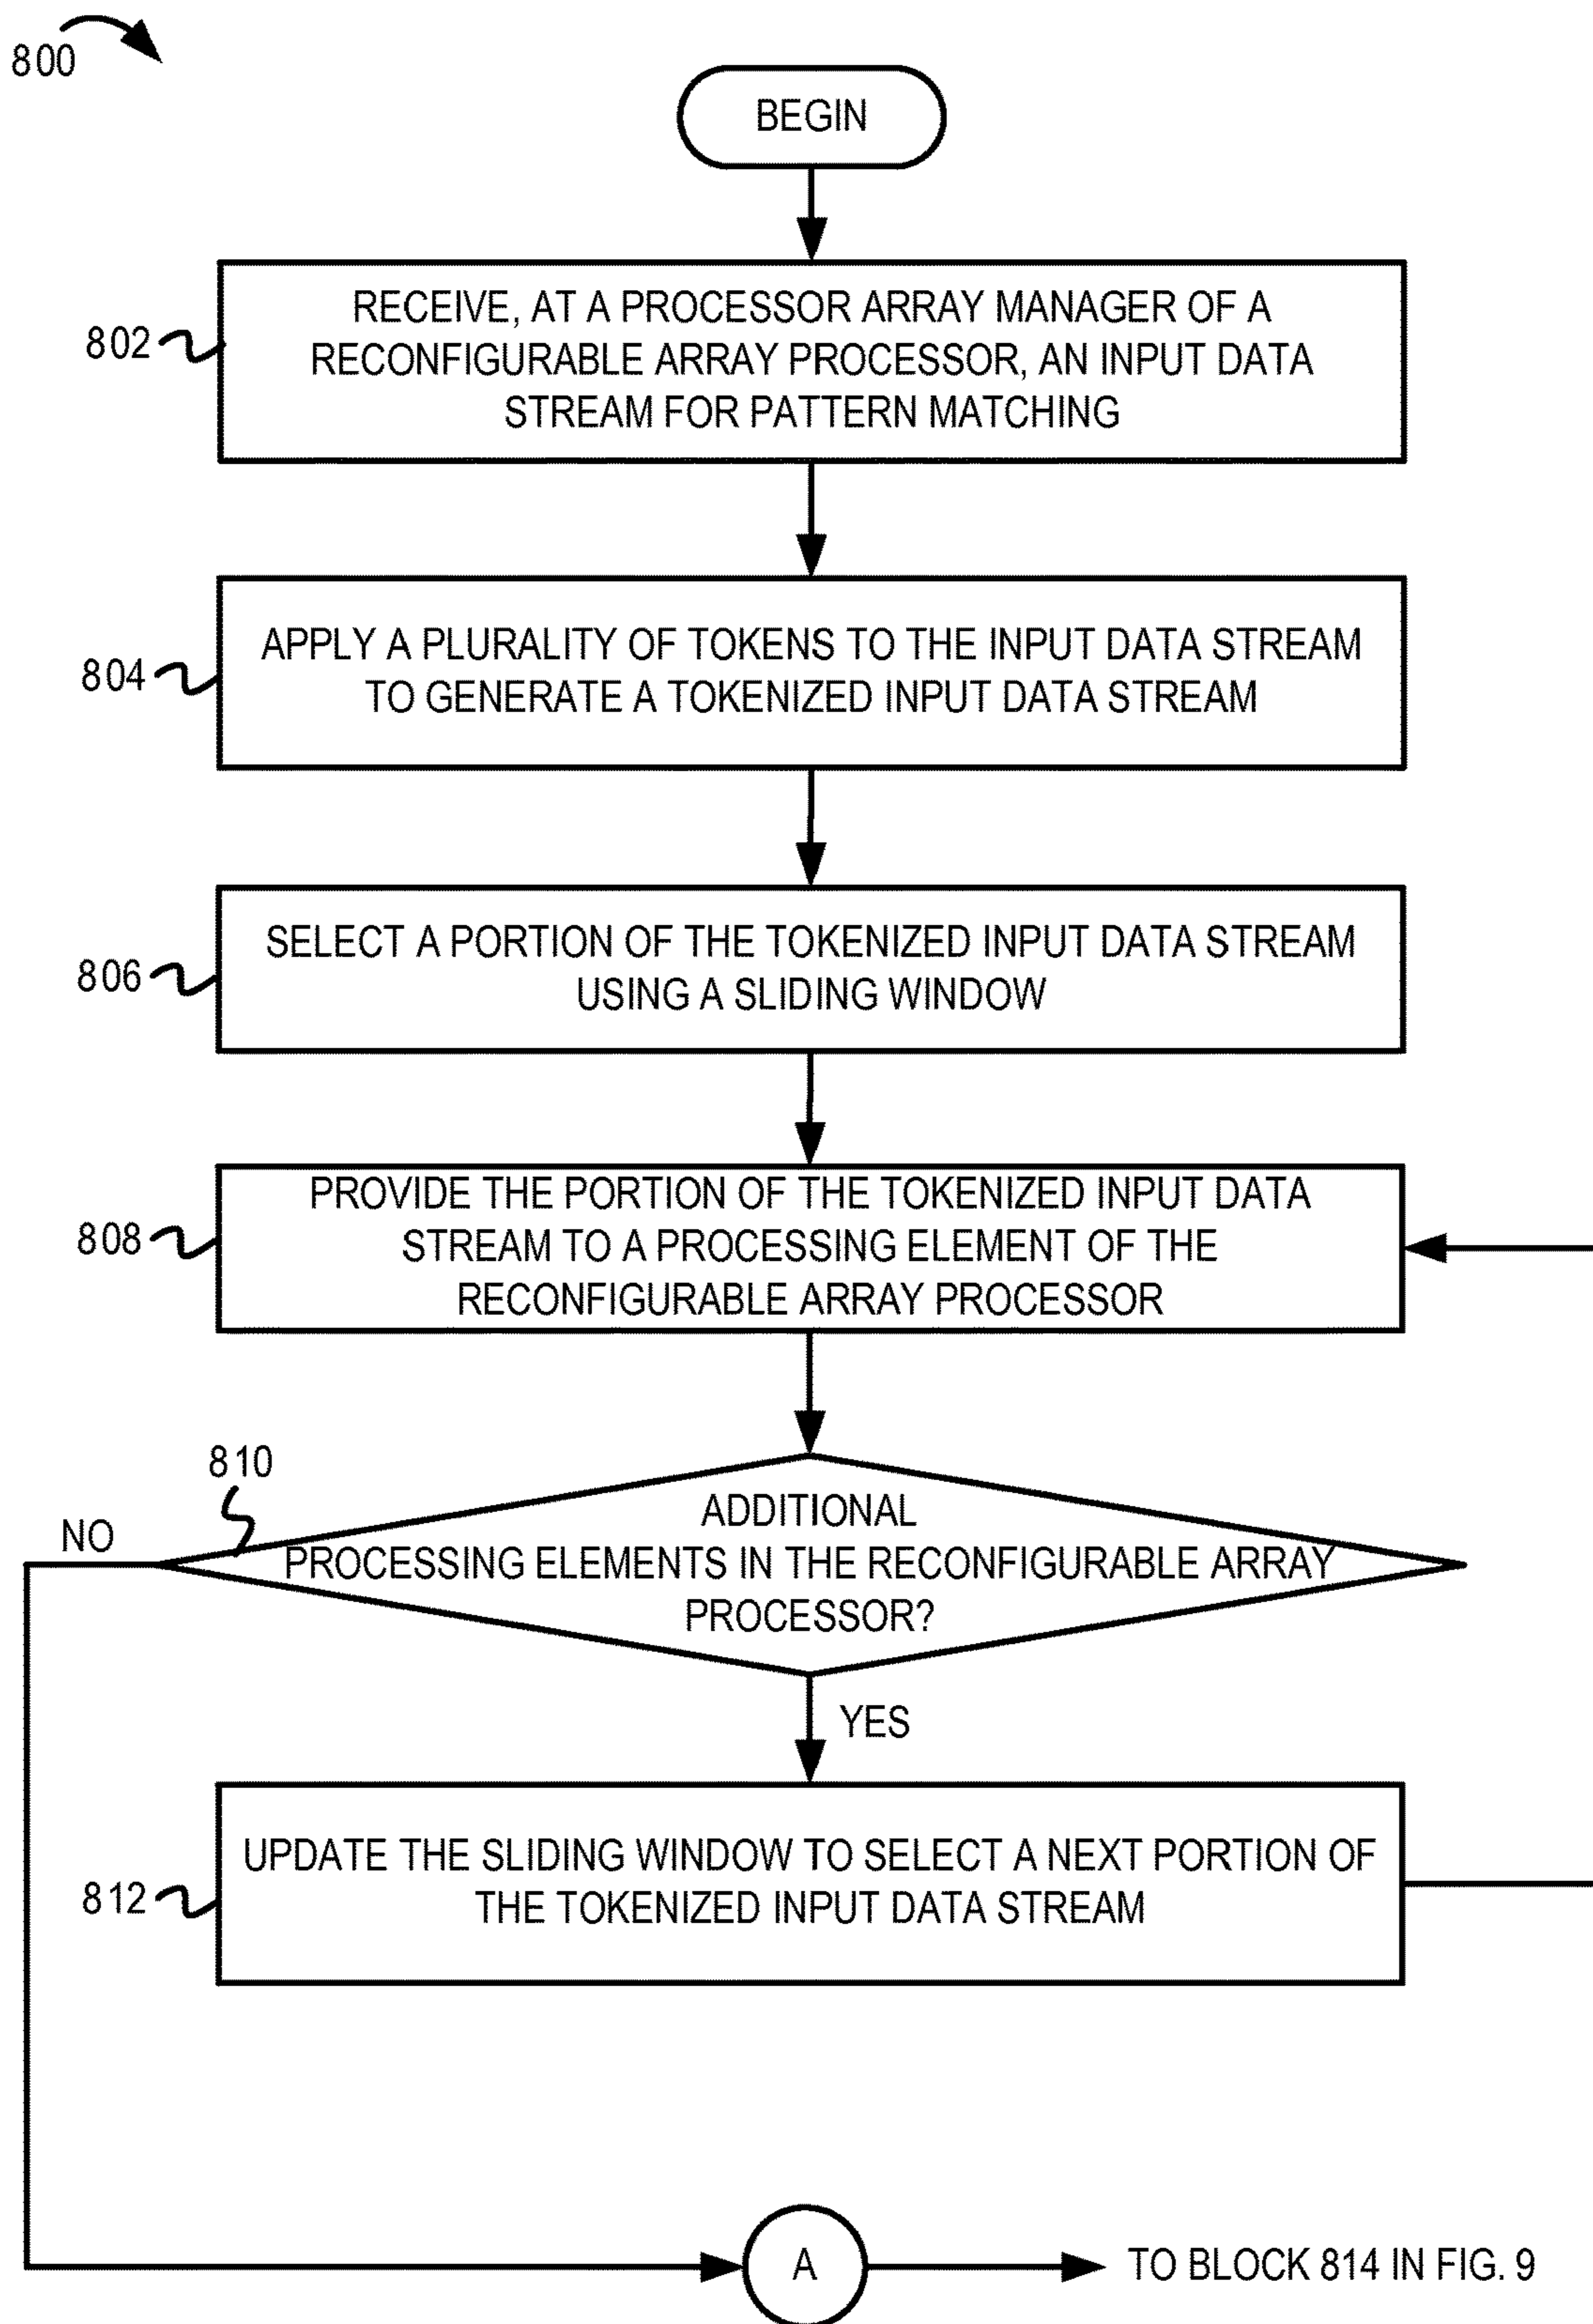 800
BEGIN
802
RECEIVE, AT A PROCESSOR ARRAY MANAGER OF A
RECONFIGURABLE ARRAY PROCESSOR, AN INPUT DATA
STREAM FOR PATTERN MATCHING
804
APPLY A PLURALITY OF TOKENS TO THE INPUT DATA STREAM
TO GENERATE A TOKENIZED INPUT DATA STREAM
806
SELECT A PORTION OF THE TOKENIZED INPUT DATA STREAM
USING A SLIDING WINDOW
808
PROVIDE THE PORTION OF THE TOKENIZED INPUT DATA
STREAM TO A PROCESSING ELEMENT OF THE
RECONFIGURABLE ARRAY PROCESSOR
810
ADDITIONAL
PROCESSING ELEMENTS IN THE RECONFIGURABLE ARRAY
PROCESSOR?
NO
YES
812
UPDATE THE SLIDING WINDOW TO SELECT A NEXT PORTION OF
THE TOKENIZED INPUT DATA STREAM
A
TO BLOCK 814 IN FIG. 9